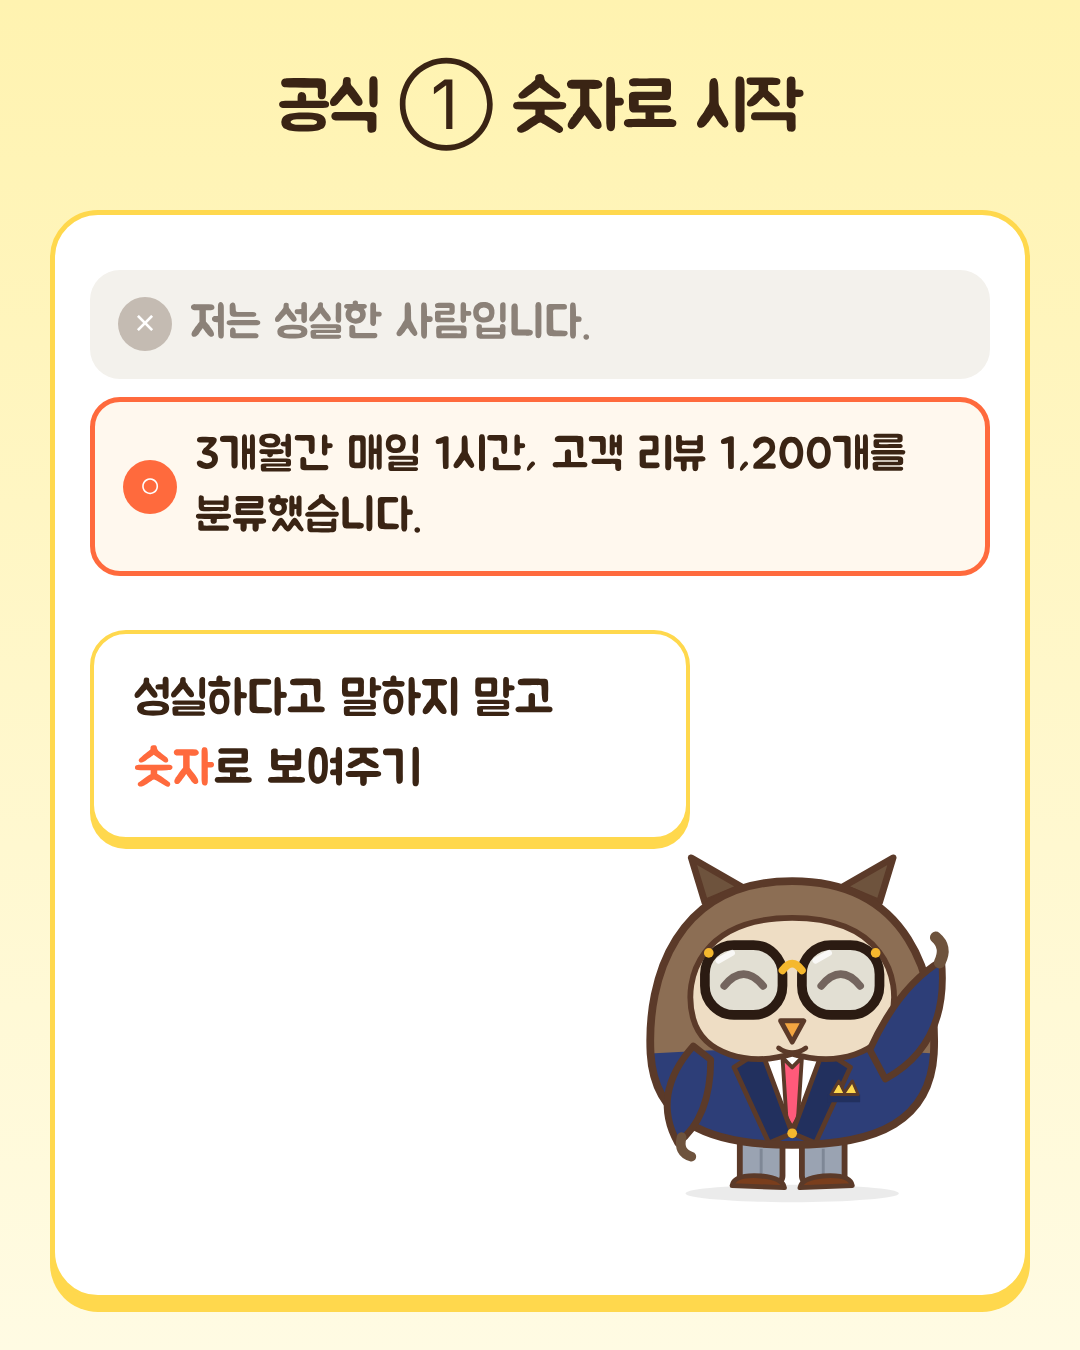 공식 ① 숫자로 시작
✕ 저는 성실한 사람입니다.
○ 3개월간 매일 1시간, 고객 리뷰 1,200개를
분류했습니다.
성실하다고 말하지 말고
숫자로 보여주기